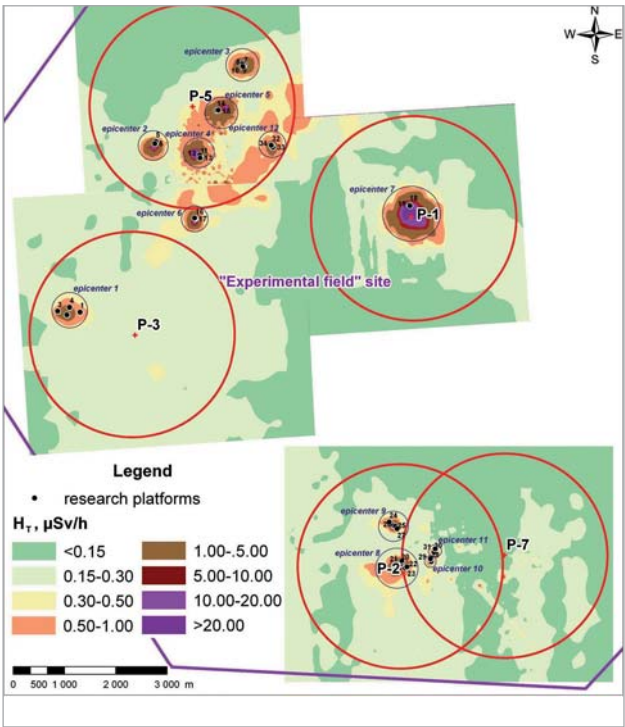 N
W E
S
epicenter 3
P-5
epicenter 5
epicenter 2
epicenter 4
epicenter 12
epicenter 7
P-1
epicenter 6
"Experimental field" site
epicenter 1
3 4 1
P-3
Legend
• research platforms
H_T , µSv/h
<0.15
0.15-0.30
0.30-0.50
0.50-1.00
1.00-.5.00
5.00-10.00
10.00-20.00
>20.00
0 500 1 000 2 000 3 000 m
epicenter 9
epicenter 11
epicenter 8
P-7
P-2
epicenter 10